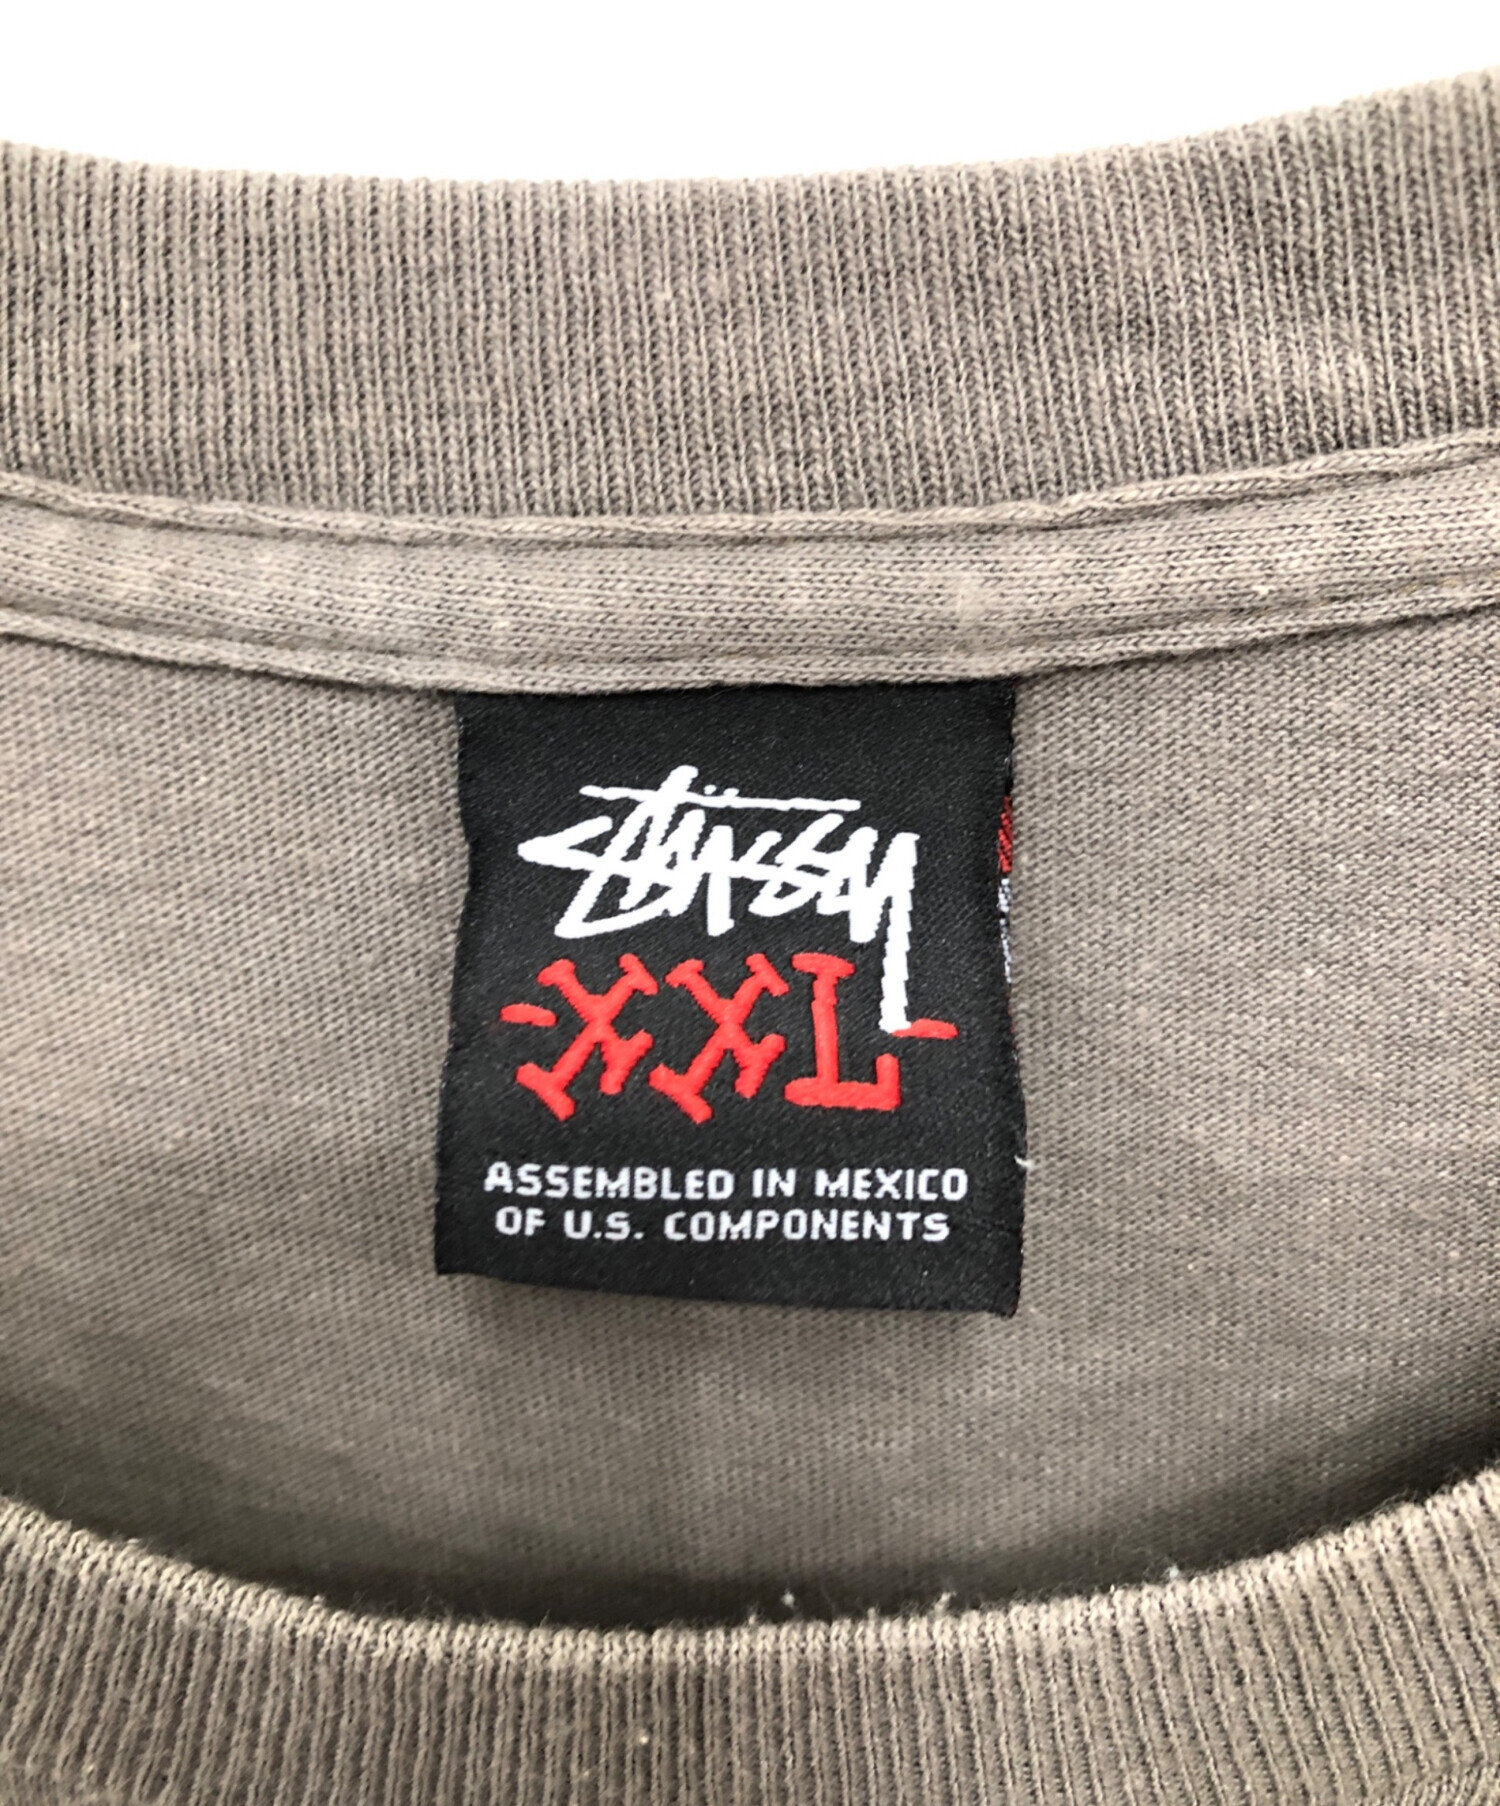 STÜSSY
-XXL-
ASSEMBLED IN MEXICO
OF U.S. COMPONENTS